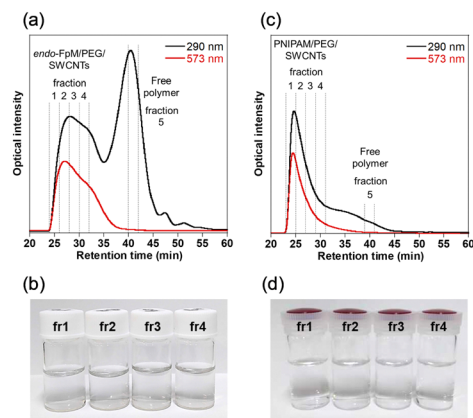 (a)
endo-FpM/PEG/
SWCNTs
290 nm
573 nm
fraction
1 2 3 4
Free
polymer
fraction
5
Optical intensity
20 25 30 35 40 45 50 55 60
Retention time (min)
(c)
PNIPAM/PEG/
SWCNTs
290 nm
573 nm
fraction
1 2 3 4
Free
polymer
fraction
5
Optical intensity
20 25 30 35 40 45 50 55 60
Retention time (min)
(b)
fr1 fr2 fr3 fr4
(d)
fr1 fr2 fr3 fr4